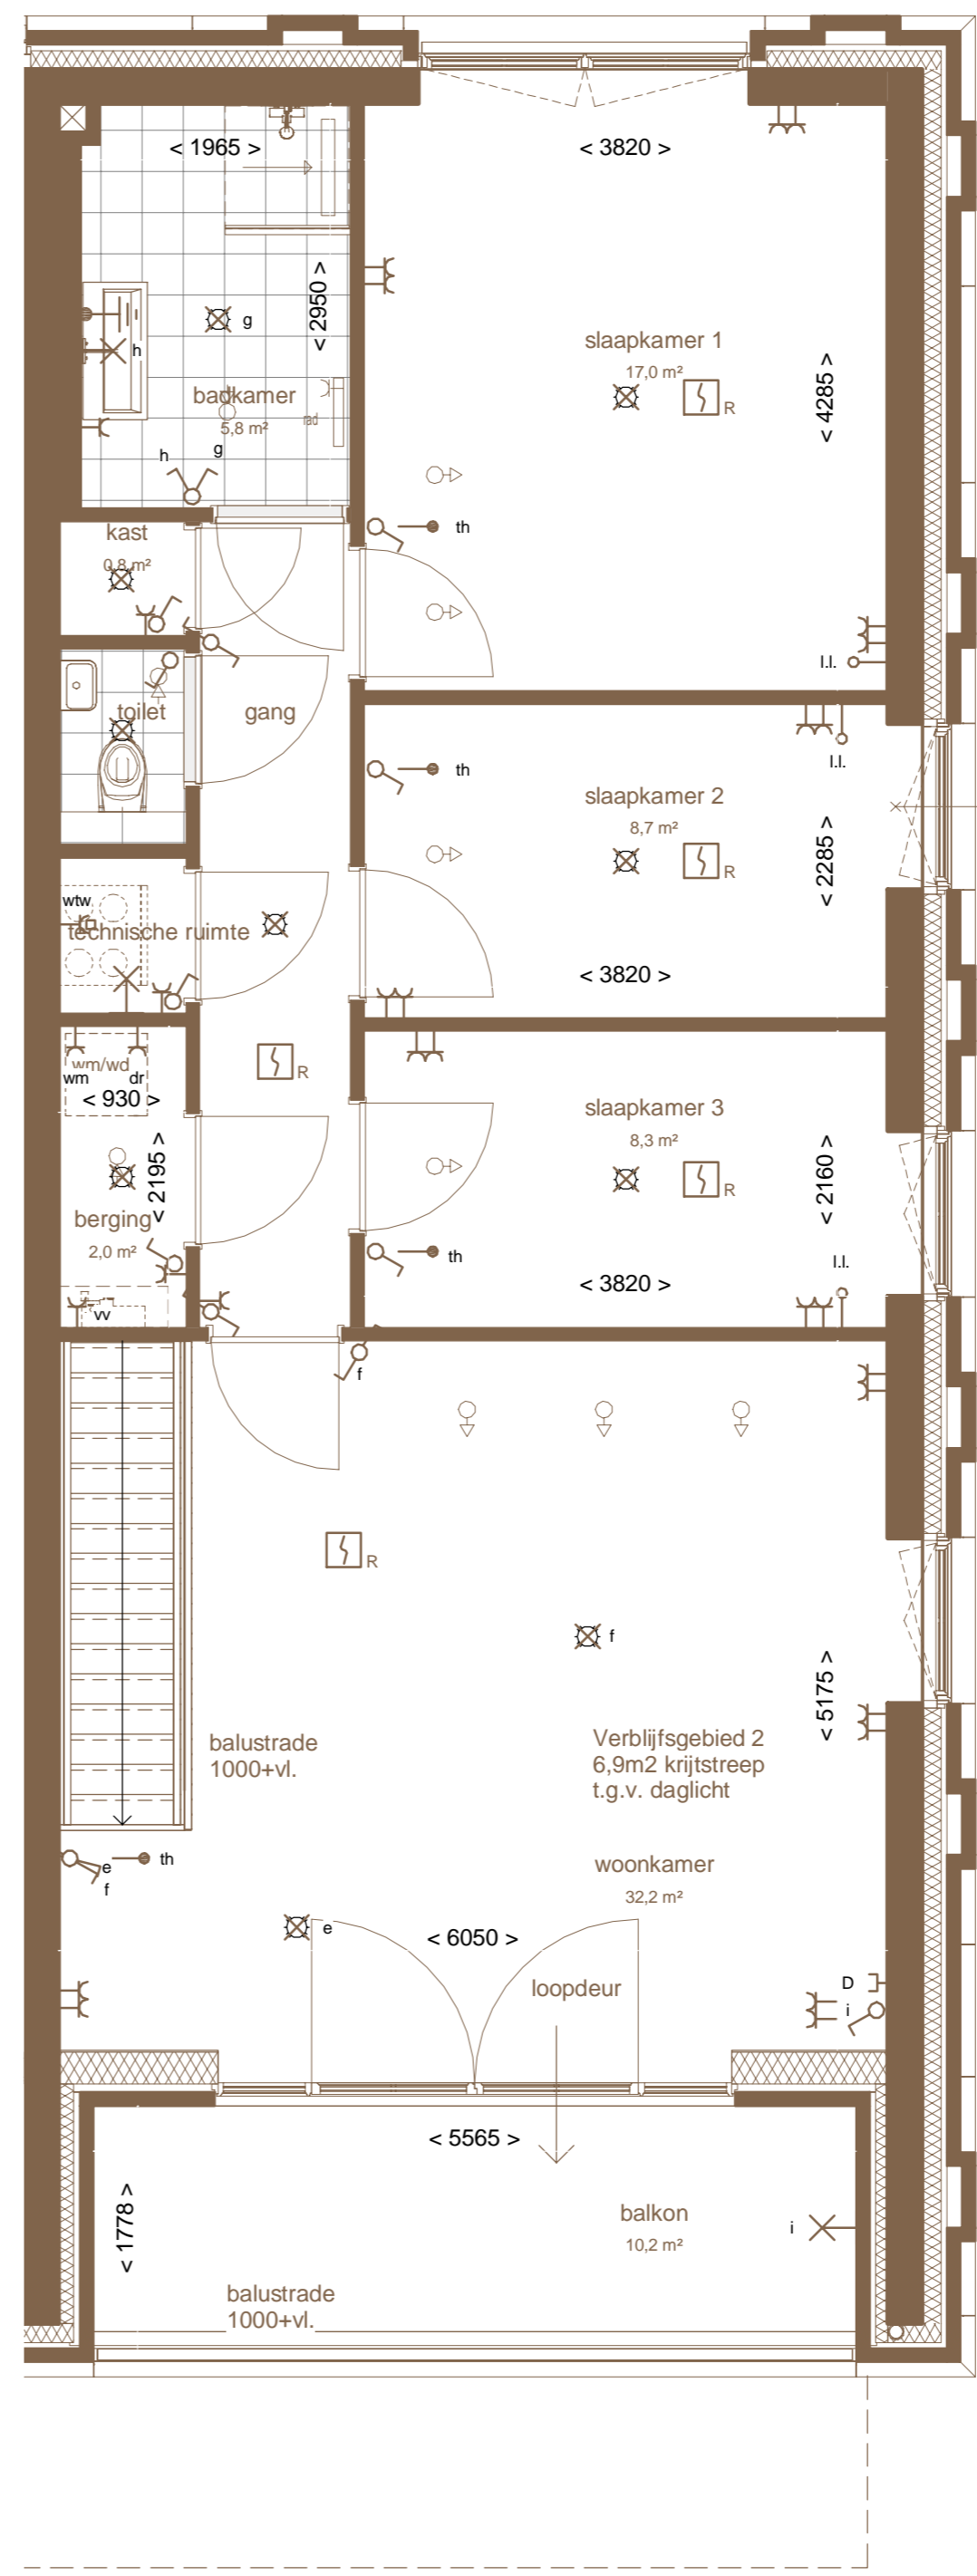 < 1965 >
< 3820 >
< 2950 >
g
h
badkamer
5,8 m²
rad
h
g
slaapkamer 1
17,0 m²
R
< 4285 >
th
kast
0,8 m²
l.l.
toilet
gang
th
l.l.
slaapkamer 2
8,7 m²
R
< 2285 >
wtw
technische ruimte
< 3820 >
R
wm/wd
wm
dr
< 930 >
< 2195 >
berging
2,0 m²
vv
slaapkamer 3
8,3 m²
R
< 2160 >
th
l.l.
< 3820 >
f
R
f
< 5175 >
balustrade
1000+vl.
Verblijfsgebied 2
6,9m2 krijtstreep
t.g.v. daglicht
e
f
th
woonkamer
32,2 m²
e
< 6050 >
loopdeur
D
i
< 5565 >
< 1778 >
balkon
10,2 m²
i
balustrade
1000+vl.